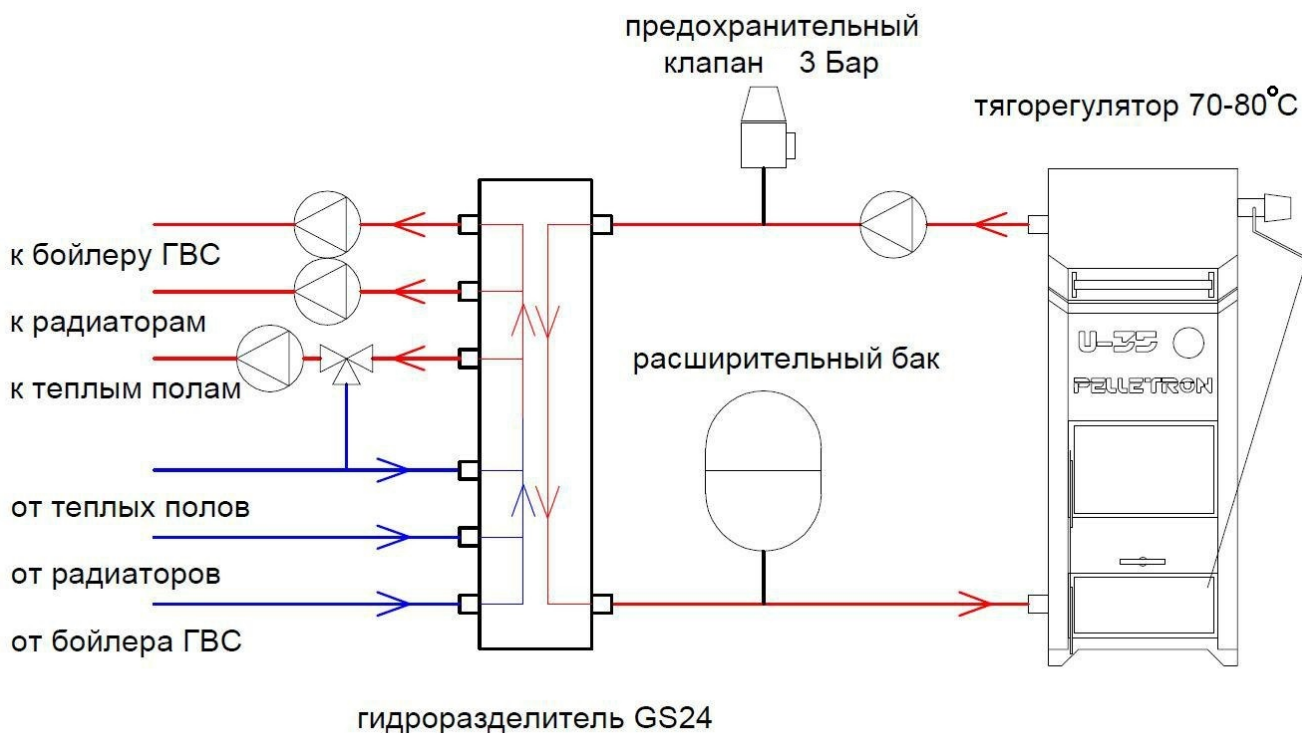 предохранительный
клапан 3 Бар
тягорегулятор 70-80°C
к бойлеру ГВС
к радиаторам
к теплым полам
расширительный бак
U-35
PELLETRON
от теплых полов
от радиаторов
от бойлера ГВС
гидроразделитель GS24